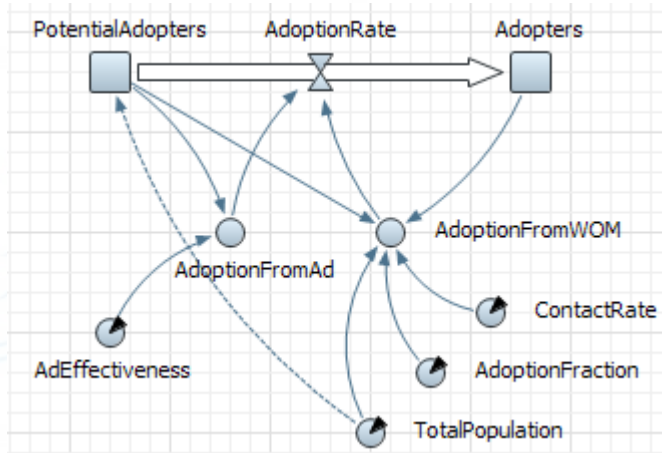 PotentialAdopters
AdoptionRate
Adopters
AdoptionFromWOM
AdoptionFromAd
ContactRate
AdEffectiveness
AdoptionFraction
TotalPopulation